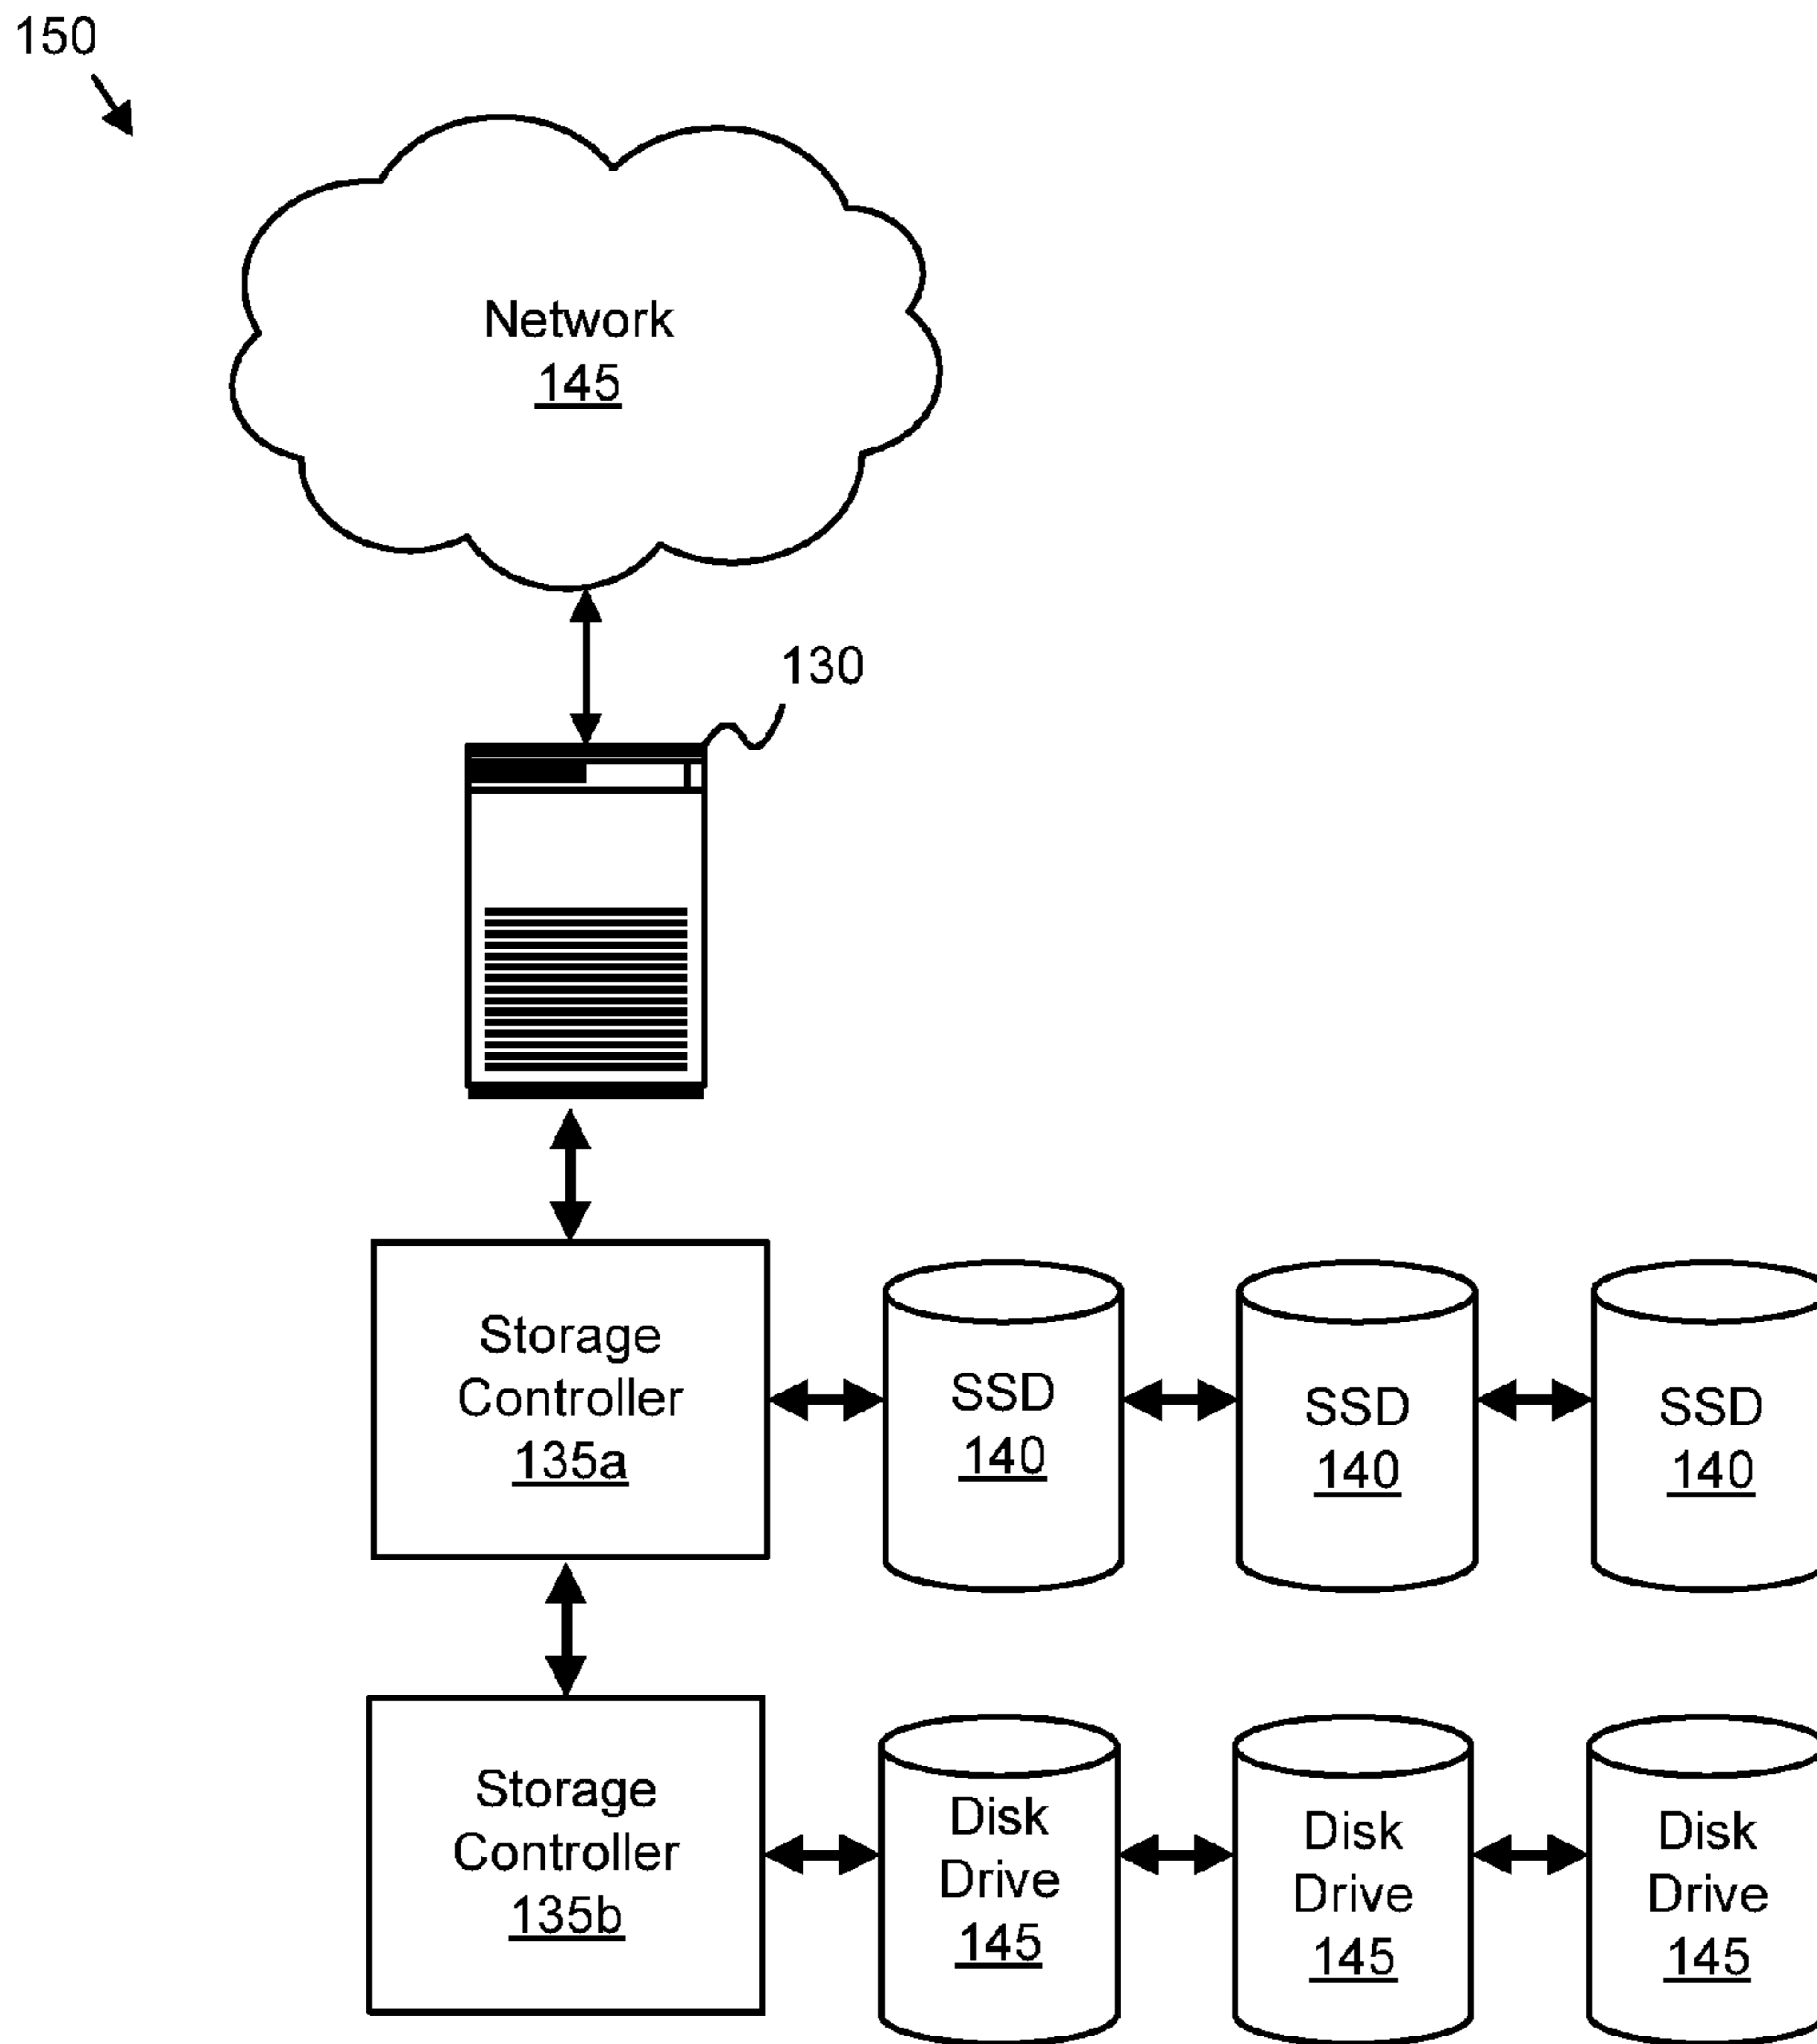 150
Network
145
130
Storage
Controller
135a
SSD
140
SSD
140
SSD
140
Storage
Controller
135b
Disk
Drive
145
Disk
Drive
145
Disk
Drive
145